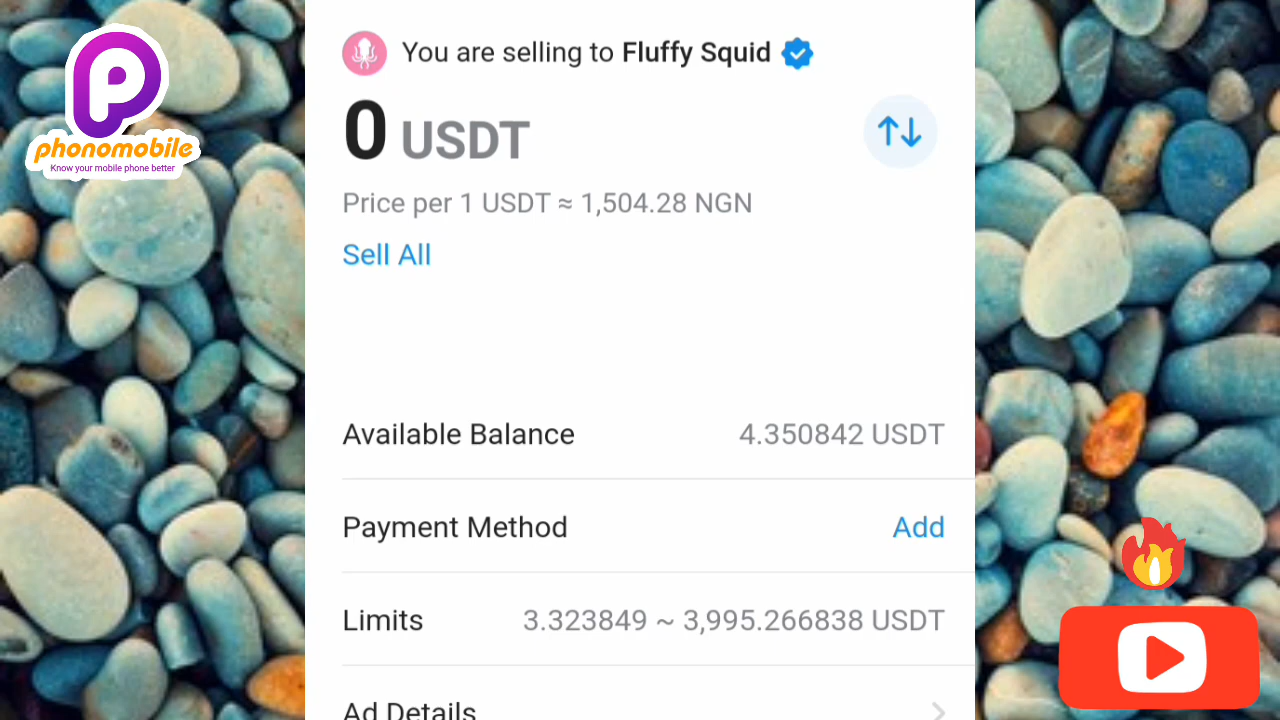 phonomobile
Know your mobile phone better
You are selling to Fluffy Squid
0 USDT
Price per 1 USDT ≈ 1,504.28 NGN
Sell All
Available Balance 4.350842 USDT
Payment Method Add
Limits 3.323849 ~ 3,995.266838 USDT
Ad Details